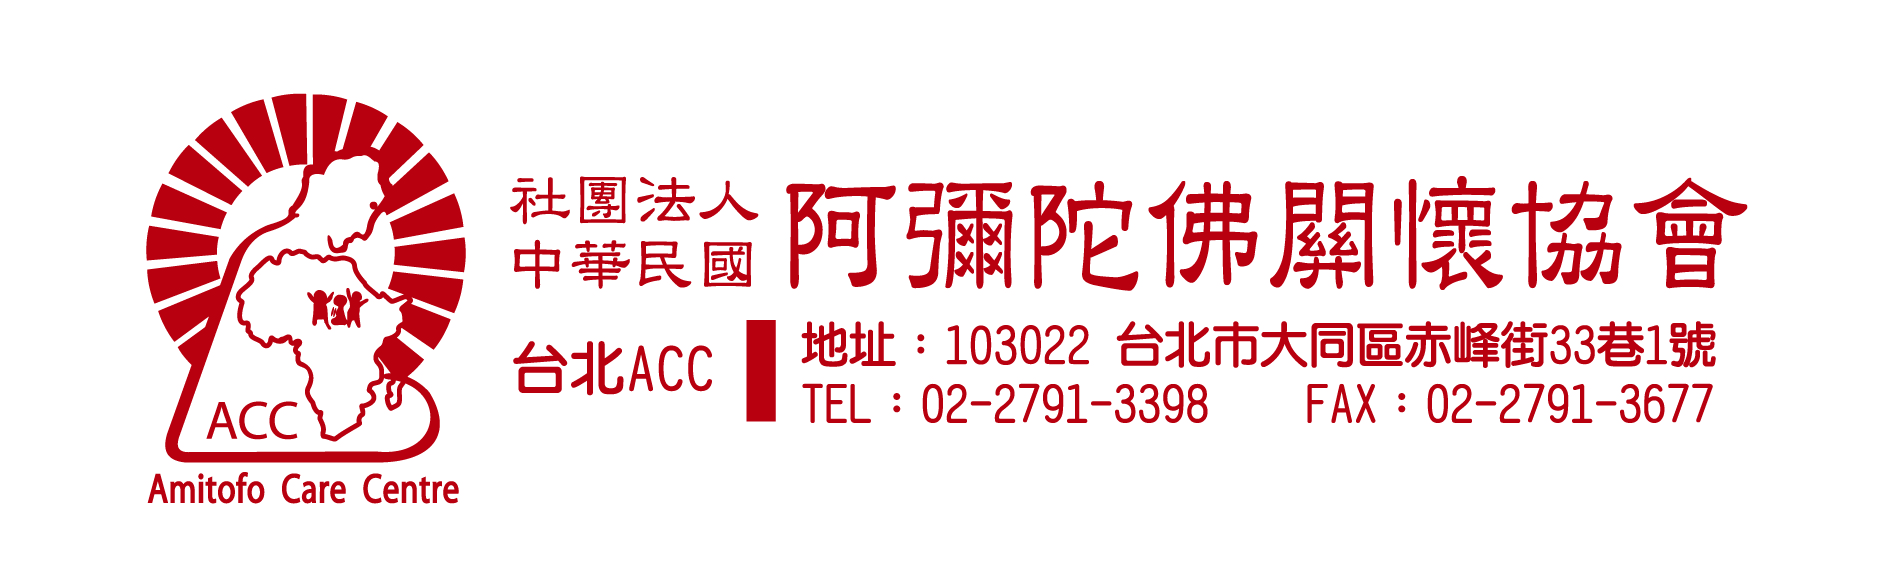 ACC
Amitofo Care Centre
社團法人
中華民國
阿彌陀佛關懷協會
台北ACC
地址：103022 台北市大同區赤峰街33巷1號
TEL：02-2791-3398 FAX：02-2791-3677